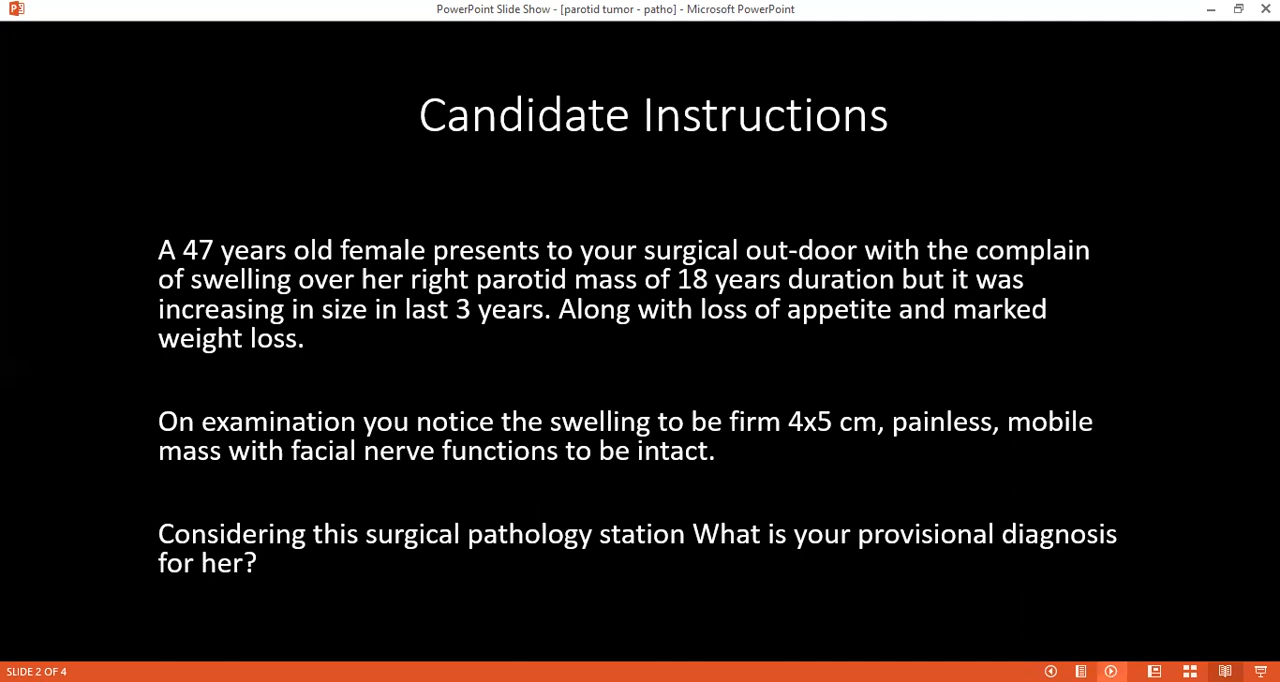 PowerPoint Slide Show - [parotid tumor - patho] - Microsoft PowerPoint
Candidate Instructions
A 47 years old female presents to your surgical out-door with the complain
of swelling over her right parotid mass of 18 years duration but it was
increasing in size in last 3 years. Along with loss of appetite and marked
weight loss.
On examination you notice the swelling to be firm 4x5 cm, painless, mobile
mass with facial nerve functions to be intact.
Considering this surgical pathology station What is your provisional diagnosis
for her?
SLIDE 2 OF 4